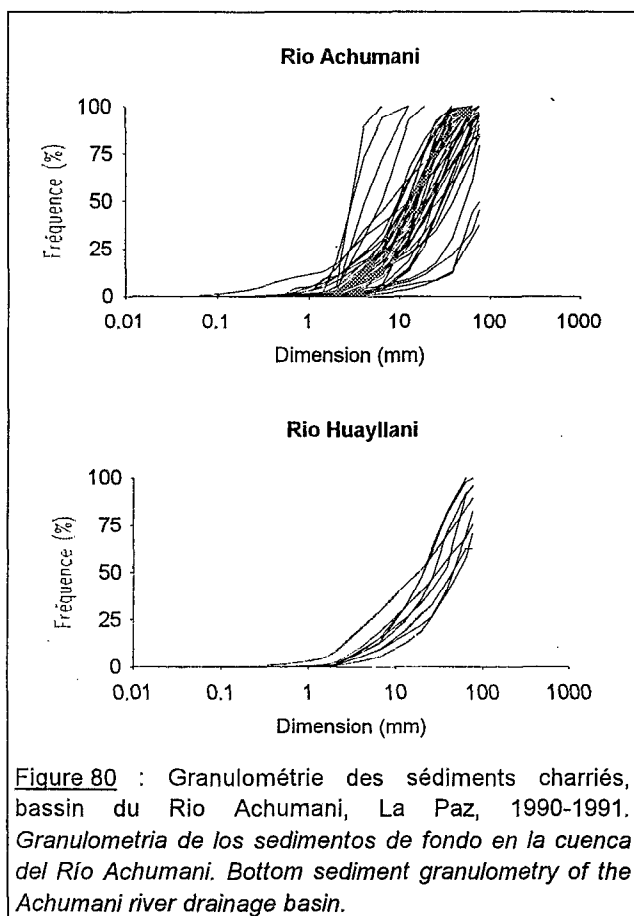 Rio Achumani
100
75
50
25
0
Fréquence (%)
0.01 0.1 1 10 100 1000
Dimension (mm)
Rio Huayllani
100
75
50
25
0
Fréquence (%)
0,01 0,1 1 10 100 1000
Dimension (mm)
Figure 80 : Granulométrie des sédiments charriés,
bassin du Rio Achumani, La Paz, 1990-1991.
Granulometria de los sedimentos de fondo en la cuenca
del Río Achumani. Bottom sediment granulometry of the
Achumani river drainage basin.